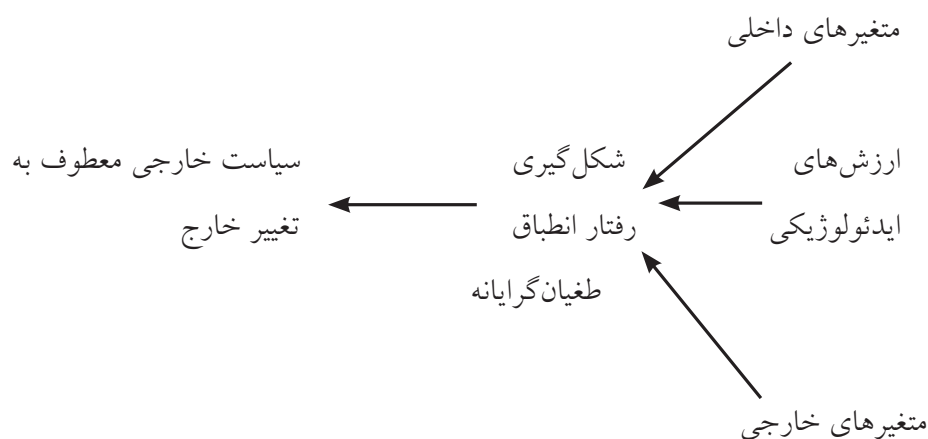 متغیرهای داخلی
ارزش‌های
ایدئولوژیکی
شکل‌گیری
رفتار انطباق
طغیان‌گرایانه
سیاست خارجی معطوف به
تغییر خارج
متغیرهای خارجی